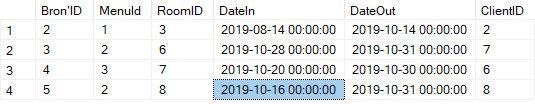 Bron'ID MenuId RoomID DateIn DateOut ClientID
1 2 1 3 2019-08-14 00:00:00 2019-10-14 00:00:00 2
2 3 2 6 2019-10-28 00:00:00 2019-10-31 00:00:00 7
3 4 3 7 2019-10-20 00:00:00 2019-10-30 00:00:00 6
4 5 2 8 2019-10-16 00:00:00 2019-10-31 00:00:00 8